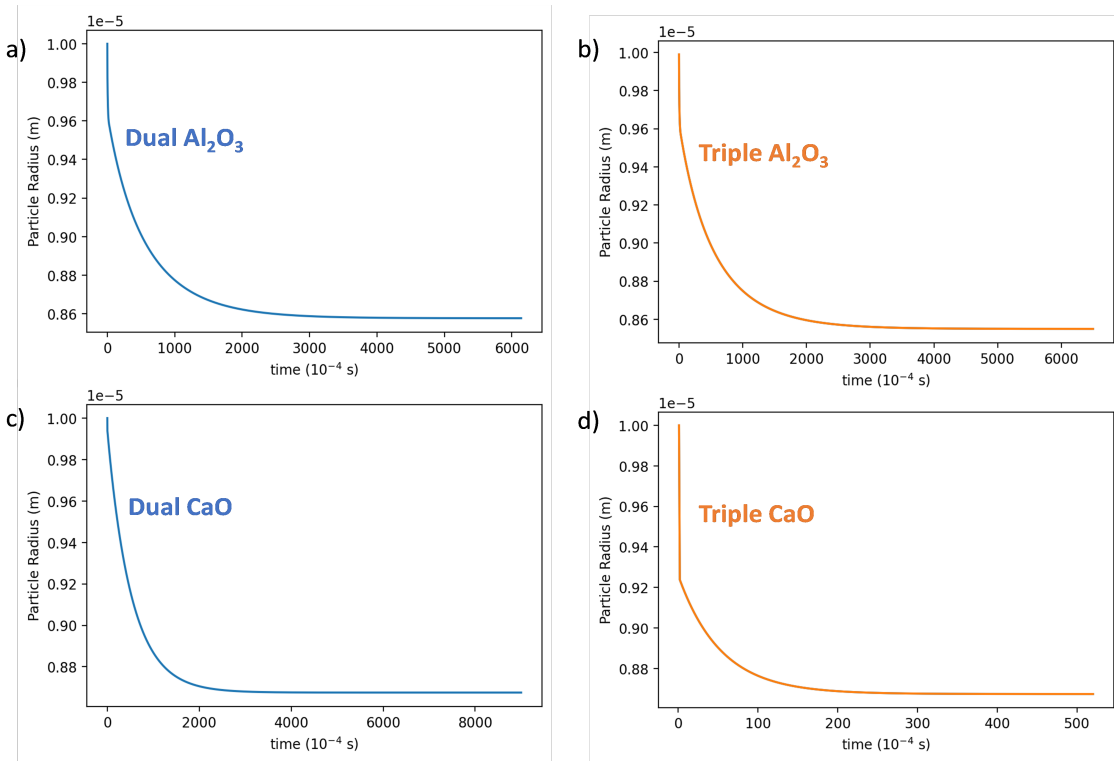 a)
1e−5
1.00
0.98
0.96
0.94
0.92
0.90
0.88
0.86
Particle Radius (m)
Dual Al₂O₃
0 1000 2000 3000 4000 5000 6000
time (10⁻⁴ s)
b)
1e−5
1.00
0.98
0.96
0.94
0.92
0.90
0.88
0.86
Particle Radius (m)
Triple Al₂O₃
0 1000 2000 3000 4000 5000 6000
time (10⁻⁴ s)
c)
1e−5
1.00
0.98
0.96
0.94
0.92
0.90
0.88
Particle Radius (m)
Dual CaO
0 2000 4000 6000 8000
time (10⁻⁴ s)
d)
1e−5
1.00
0.98
0.96
0.94
0.92
0.90
0.88
Particle Radius (m)
Triple CaO
0 100 200 300 400 500
time (10⁻⁴ s)